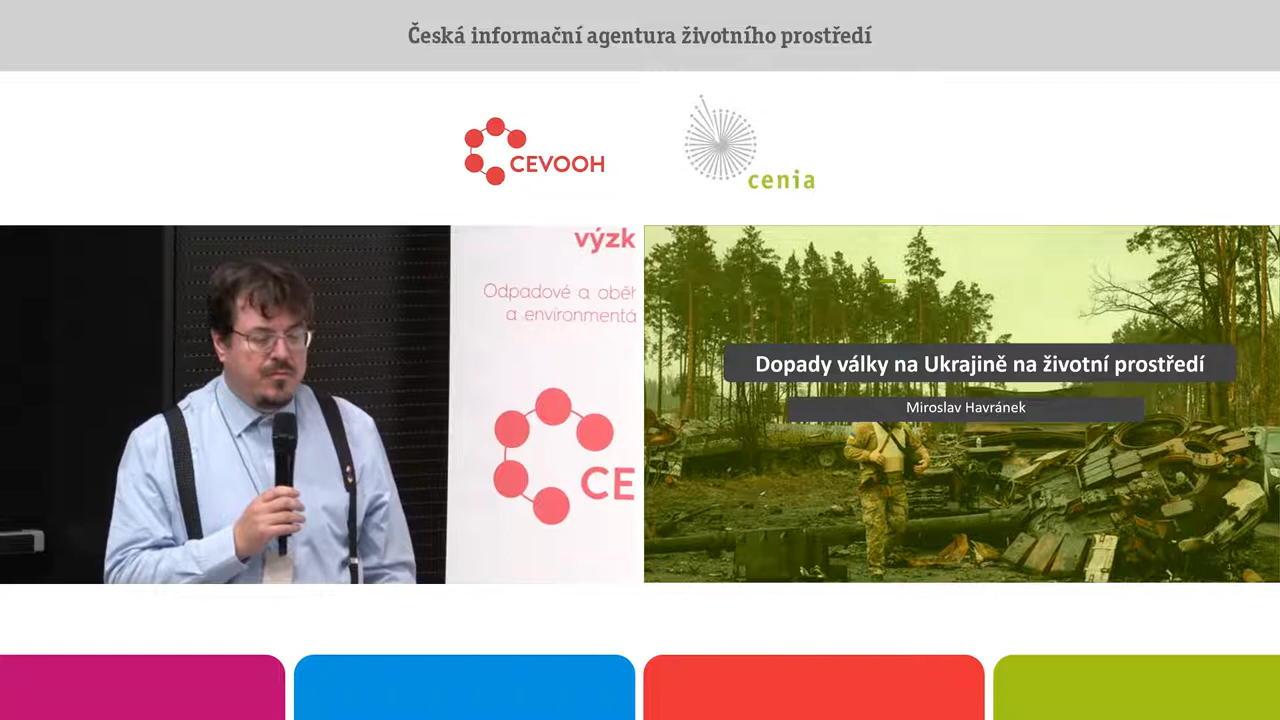 Česká informační agentura životního prostředí
CEVOOH
cenia
výzk
Odpadové a oběh
a environmentá
CE
Dopady války na Ukrajině na životní prostředí
Miroslav Havránek